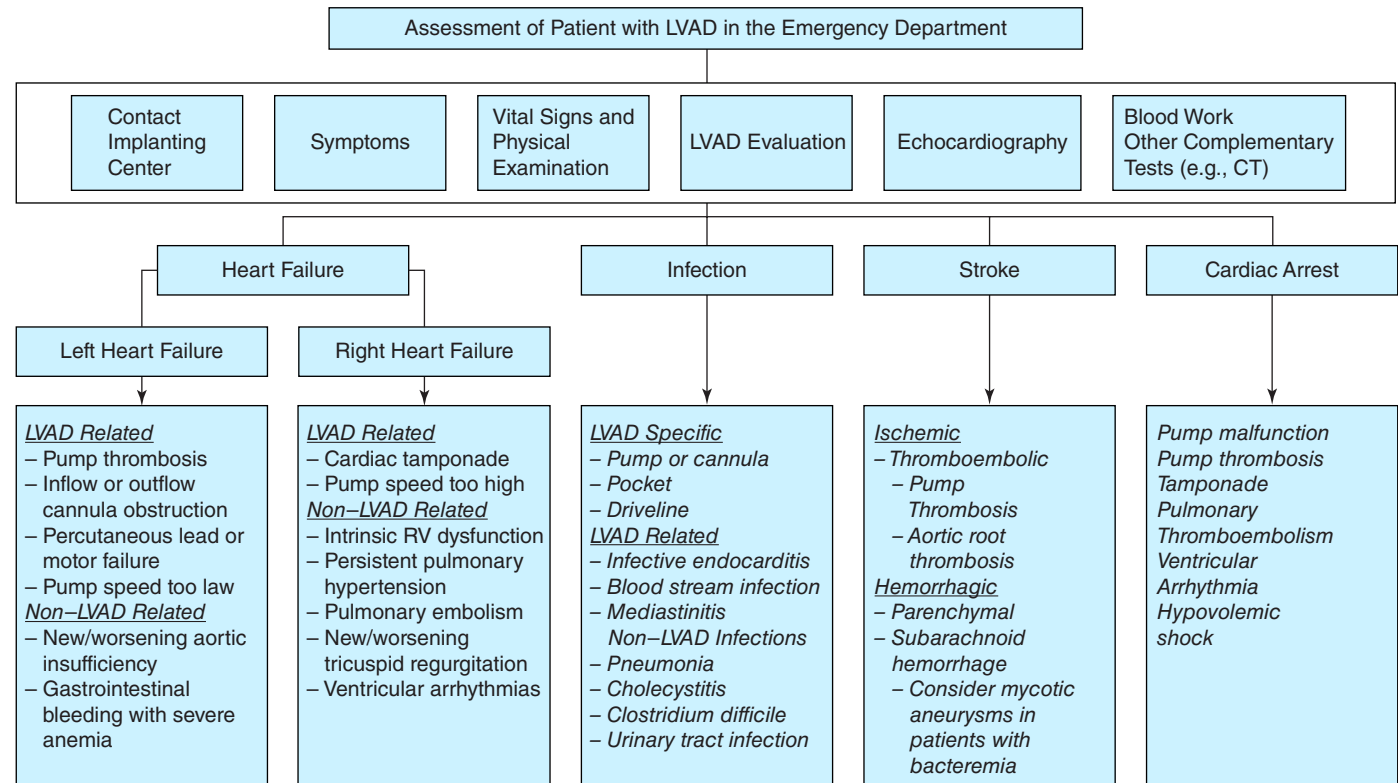 Assessment of Patient with LVAD in the Emergency Department
Contact
Implanting
Center
Symptoms
Vital Signs and
Physical
Examination
LVAD Evaluation
Echocardiography
Blood Work
Other Complementary
Tests (e.g., CT)
Heart Failure
Infection
Stroke
Cardiac Arrest
Left Heart Failure
Right Heart Failure
LVAD Related
– Pump thrombosis
– Inflow or outflow
cannula obstruction
– Percutaneous lead or
motor failure
– Pump speed too law
Non–LVAD Related
– New/worsening aortic
insufficiency
– Gastrointestinal
bleeding with severe
anemia
LVAD Related
– Cardiac tamponade
– Pump speed too high
Non–LVAD Related
– Intrinsic RV dysfunction
– Persistent pulmonary
hypertension
– Pulmonary embolism
– New/worsening
tricuspid regurgitation
– Ventricular arrhythmias
LVAD Specific
– Pump or cannula
– Pocket
– Driveline
LVAD Related
– Infective endocarditis
– Blood stream infection
– Mediastinitis
Non–LVAD Infections
– Pneumonia
– Cholecystitis
– Clostridium difficile
– Urinary tract infection
Ischemic
– Thromboembolic
– Pump
Thrombosis
– Aortic root
thrombosis
Hemorrhagic
– Parenchymal
– Subarachnoid
hemorrhage
– Consider mycotic
aneurysms in
patients with
bacteremia
Pump malfunction
Pump thrombosis
Tamponade
Pulmonary
Thromboembolism
Ventricular
Arrhythmia
Hypovolemic
shock